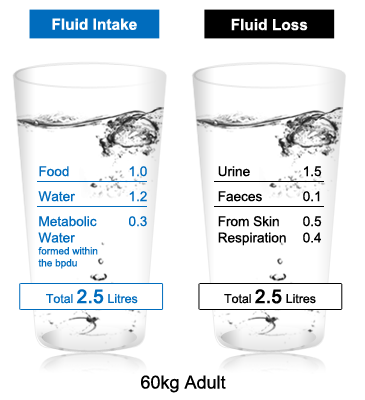 Fluid Intake
Food 1.0
Water 1.2
Metabolic 0.3
Water
formed within
the bpdu
Total 2.5 Litres
Fluid Loss
Urine 1.5
Faeces 0.1
From Skin 0.5
Respiration 0.4
Total 2.5 Litres
60kg Adult